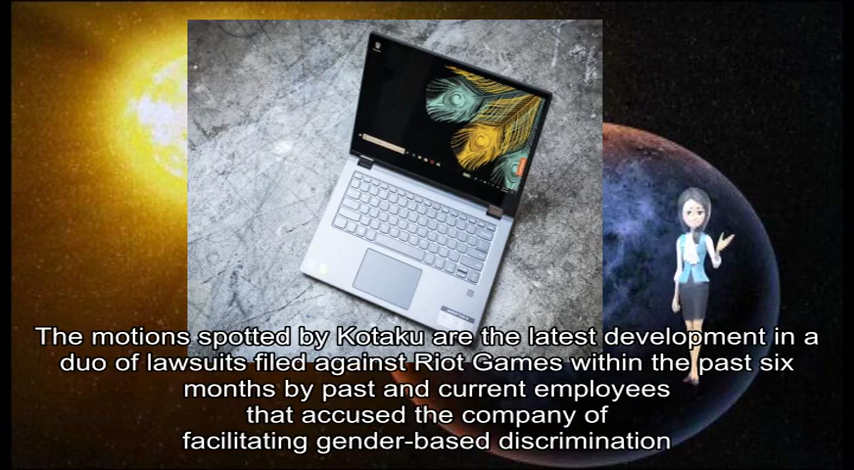 The motions spotted by Kotaku are the latest development in a
duo of lawsuits filed against Riot Games within the past six
months by past and current employees
that accused the company of
facilitating gender-based discrimination